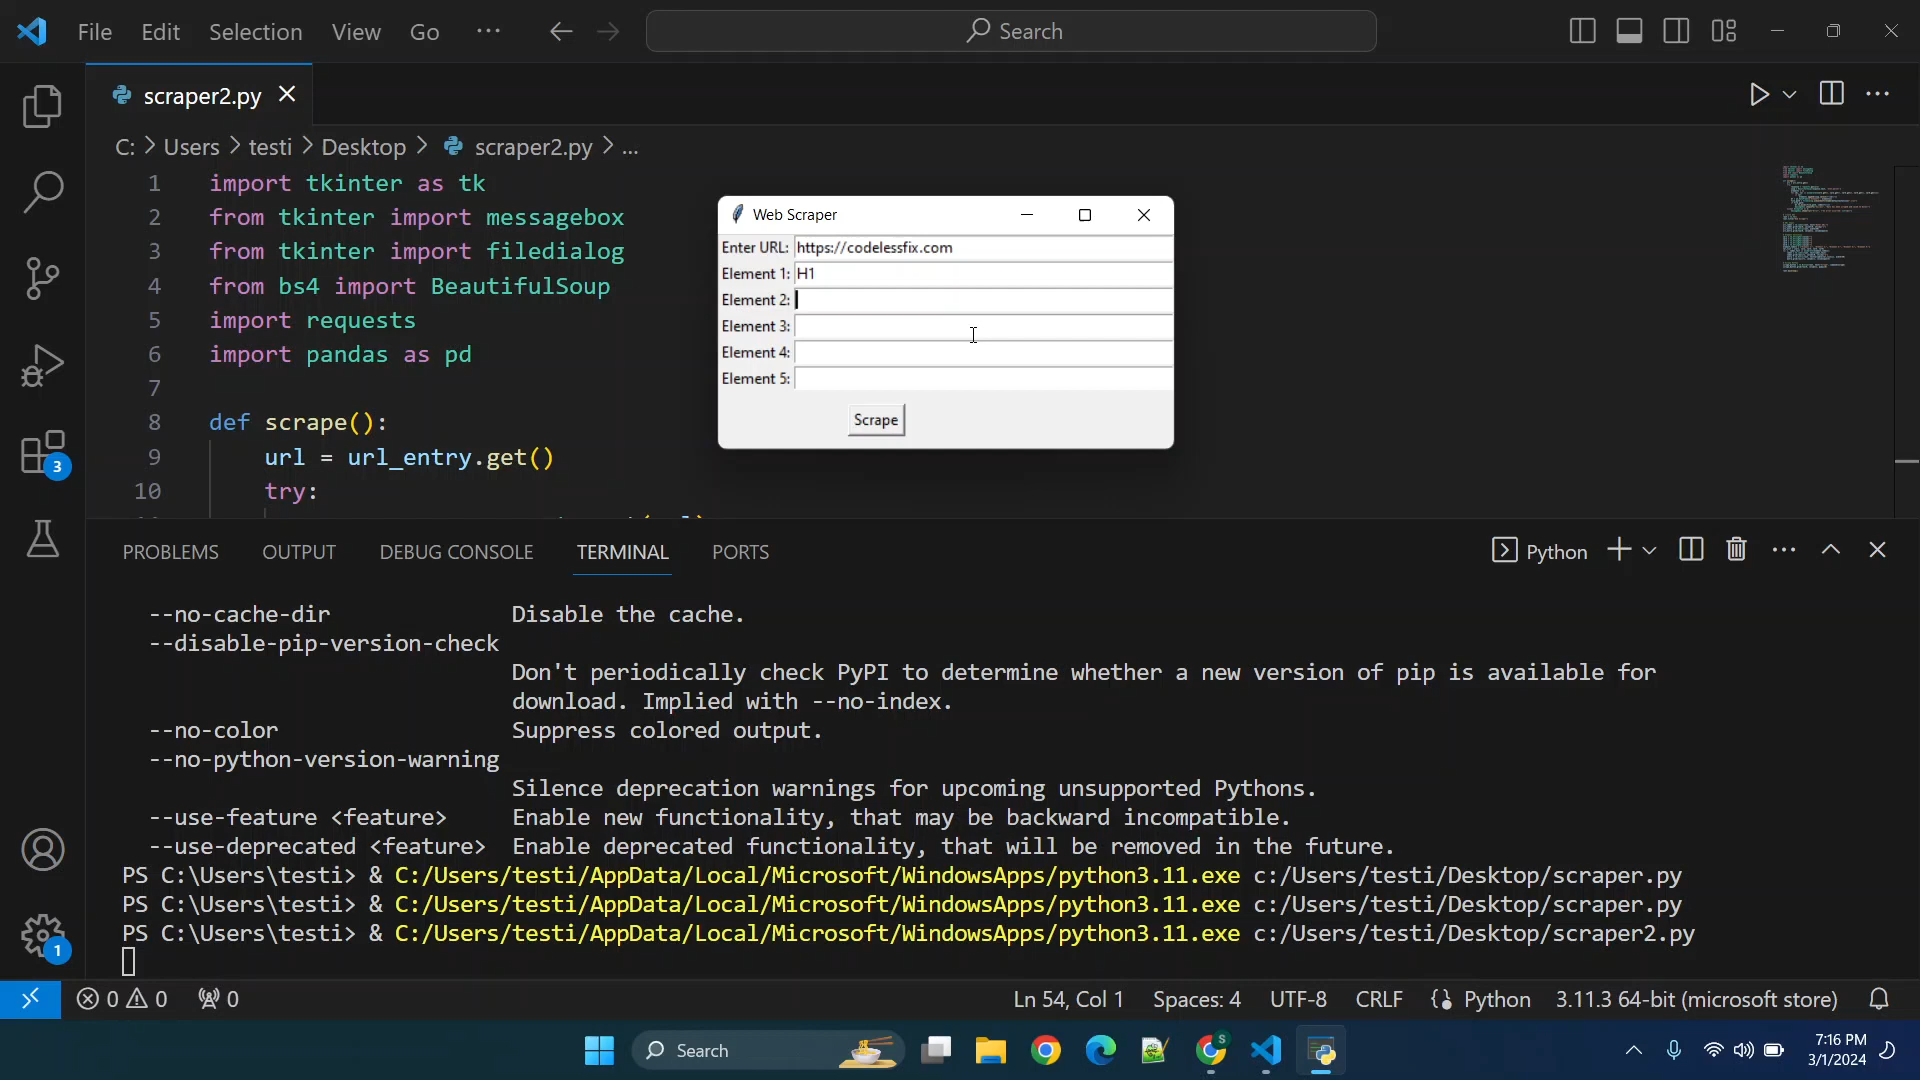 File Edit Selection View Go ··· Search
scraper2.py
C: > Users > testi > Desktop > scraper2.py > ...
1 import tkinter as tk
2 from tkinter import messagebox
3 from tkinter import filedialog
4 from bs4 import BeautifulSoup
5 import requests
6 import pandas as pd
7
8 def scrape():
9 url = url_entry.get()
10 try:
Web Scraper
Enter URL: https://codelessfix.com
Element 1: H1
Element 2:
Element 3:
Element 4:
Element 5:
Scrape
3
PROBLEMS OUTPUT DEBUG CONSOLE TERMINAL PORTS Python
--no-cache-dir Disable the cache.
--disable-pip-version-check
Don't periodically check PyPI to determine whether a new version of pip is available for
download. Implied with --no-index.
--no-color Suppress colored output.
--no-python-version-warning
Silence deprecation warnings for upcoming unsupported Pythons.
--use-feature <feature> Enable new functionality, that may be backward incompatible.
--use-deprecated <feature> Enable deprecated functionality, that will be removed in the future.
PS C:\Users\testi> & C:/Users/testi/AppData/Local/Microsoft/WindowsApps/python3.11.exe c:/Users/testi/Desktop/scraper.py
PS C:\Users\testi> & C:/Users/testi/AppData/Local/Microsoft/WindowsApps/python3.11.exe c:/Users/testi/Desktop/scraper.py
PS C:\Users\testi> & C:/Users/testi/AppData/Local/Microsoft/WindowsApps/python3.11.exe c:/Users/testi/Desktop/scraper2.py
1
0 0 0 Ln 54, Col 1 Spaces: 4 UTF-8 CRLF Python 3.11.3 64-bit (microsoft store)
Search
7:16 PM
3/1/2024